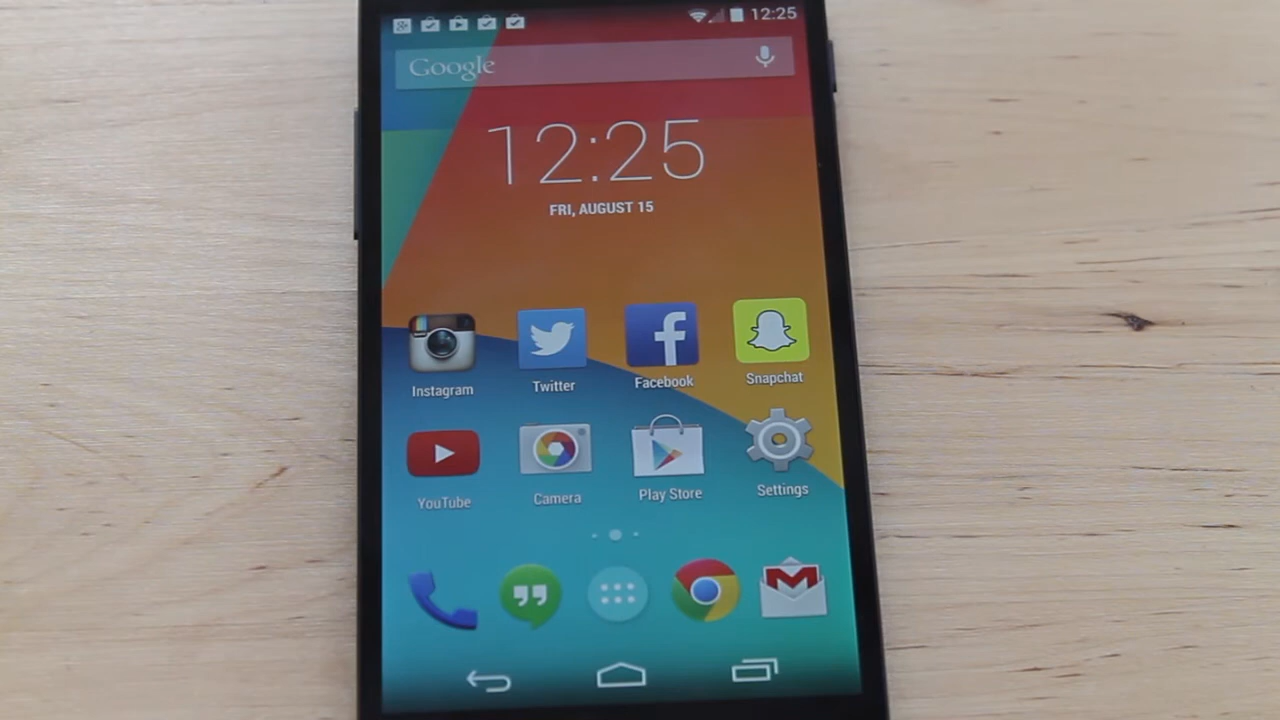 12:25
Google
12:25
FRI, AUGUST 15
Instagram
Twitter
Facebook
Snapchat
YouTube
Camera
Play Store
Settings